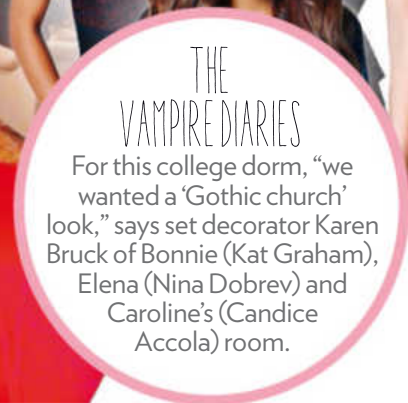 THE
VAMPIRE DIARIES
For this college dorm, “we
wanted a ‘Gothic church’
look,” says set decorator Karen
Bruck of Bonnie (Kat Graham),
Elena (Nina Dobrev) and
Caroline’s (Candice
Accola) room.